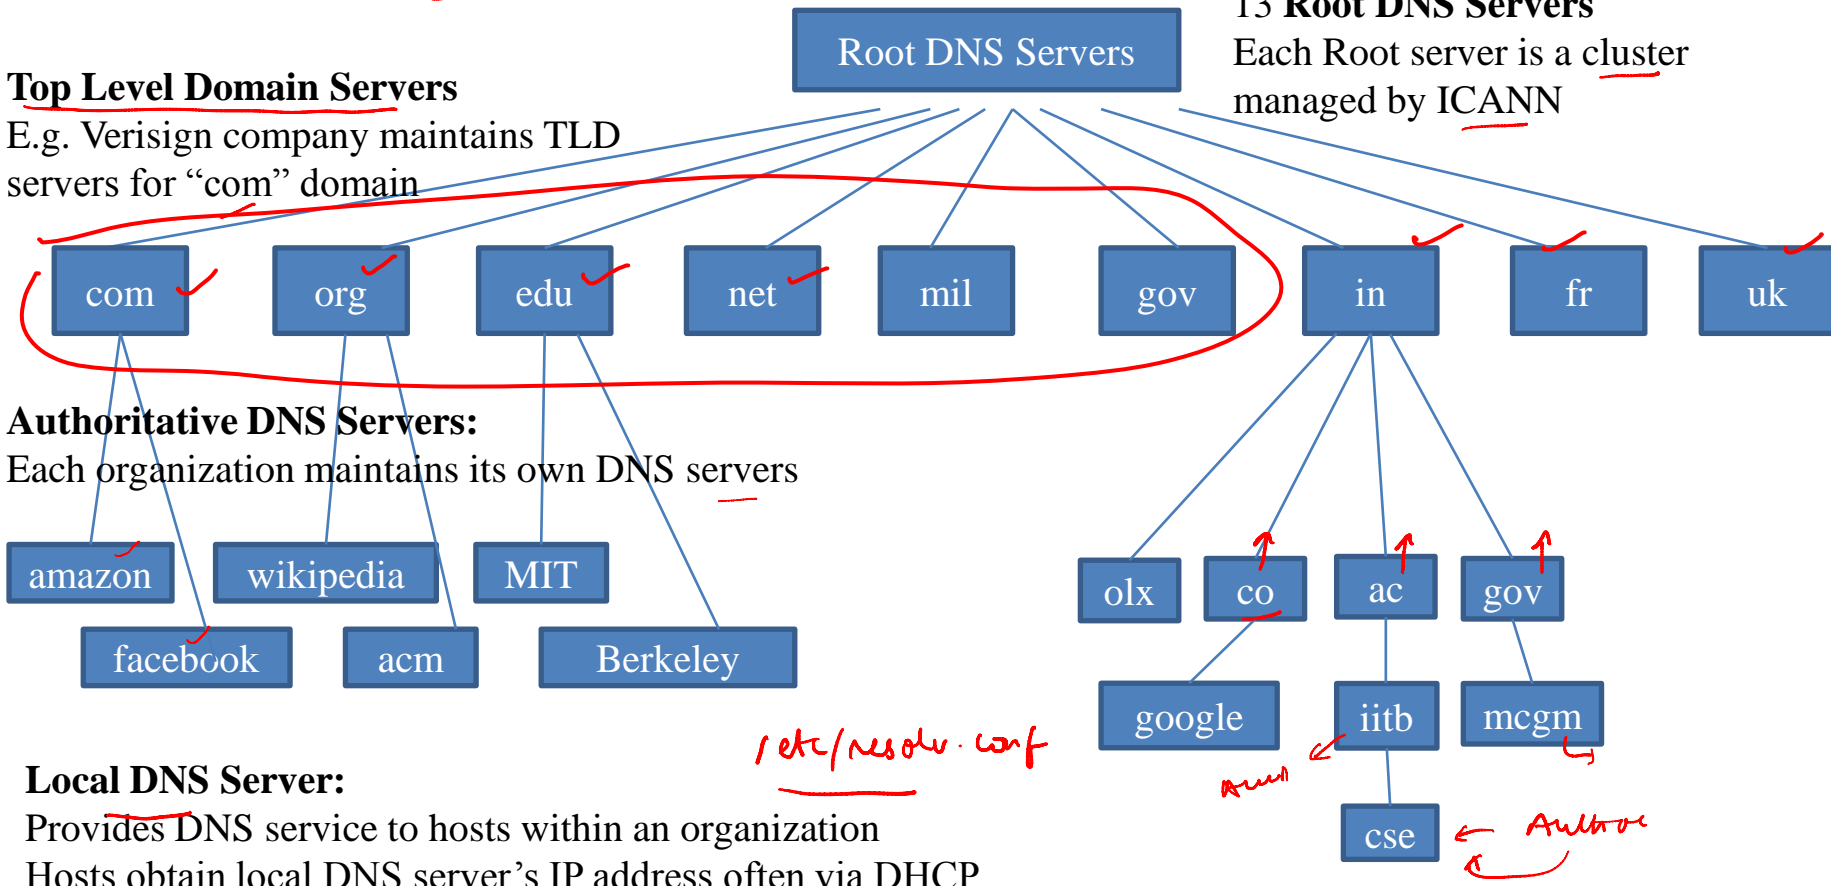 13 Root DNS Servers
Root DNS Servers
Each Root server is a cluster
managed by ICANN
Top Level Domain Servers
E.g. Verisign company maintains TLD
servers for “com” domain
com
org
edu
net
mil
gov
in
fr
uk
Authoritative DNS Servers:
Each organization maintains its own DNS servers
amazon
wikipedia
MIT
olx
co
ac
gov
facebook
acm
Berkeley
google
iitb
mcgm
/etc/resolv.conf
Local DNS Server:
Provides DNS service to hosts within an organization
cse
Hosts obtain local DNS server’s IP address often via DHCP